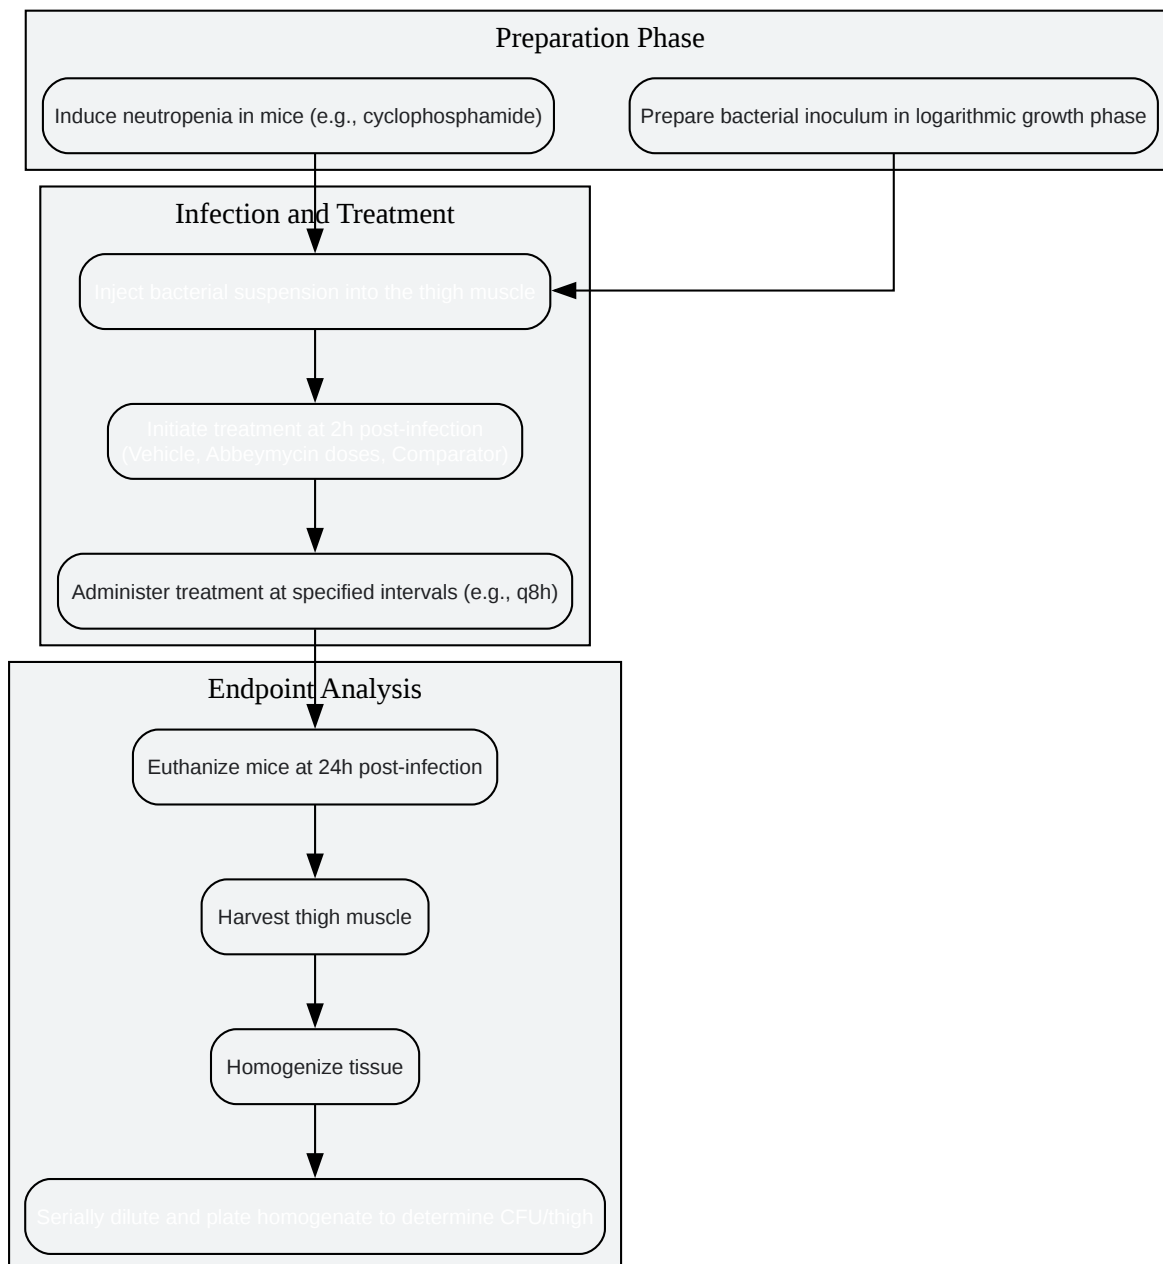 Preparation Phase
Induce neutropenia in mice (e.g., cyclophosphamide)
Prepare bacterial inoculum in logarithmic growth phase
Infection and Treatment
Inject bacterial suspension into the thigh muscle
Initiate treatment at 2h post-infection
(Vehicle, Abbeymycin doses, Comparator)
Administer treatment at specified intervals (e.g., q8h)
Endpoint Analysis
Euthanize mice at 24h post-infection
Harvest thigh muscle
Homogenize tissue
Serially dilute and plate homogenate to determine CFU/thigh